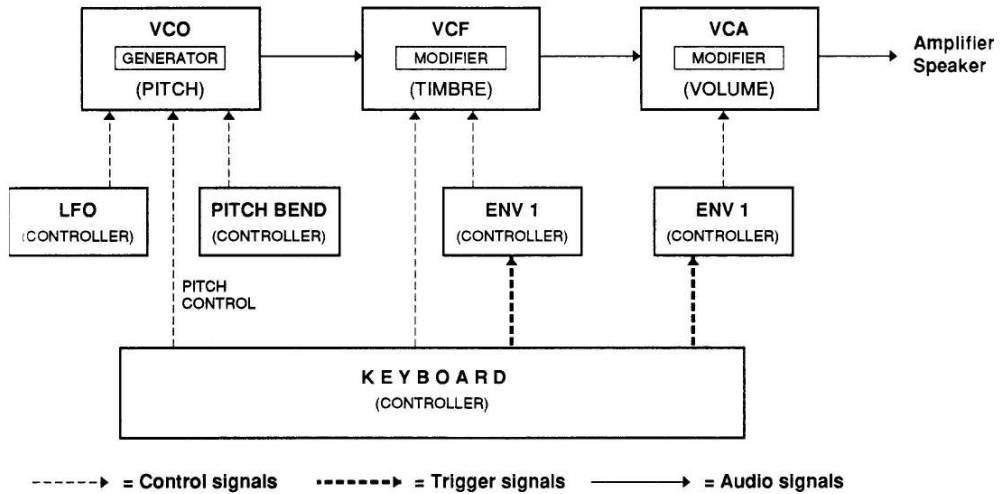 VCO
GENERATOR
(PITCH)
VCF
MODIFIER
(TIMBRE)
VCA
MODIFIER
(VOLUME)
Amplifier
Speaker
LFO
(CONTROLLER)
PITCH BEND
(CONTROLLER)
ENV 1
(CONTROLLER)
ENV 1
(CONTROLLER)
PITCH
CONTROL
KEYBOARD
(CONTROLLER)
= Control signals
= Trigger signals
= Audio signals